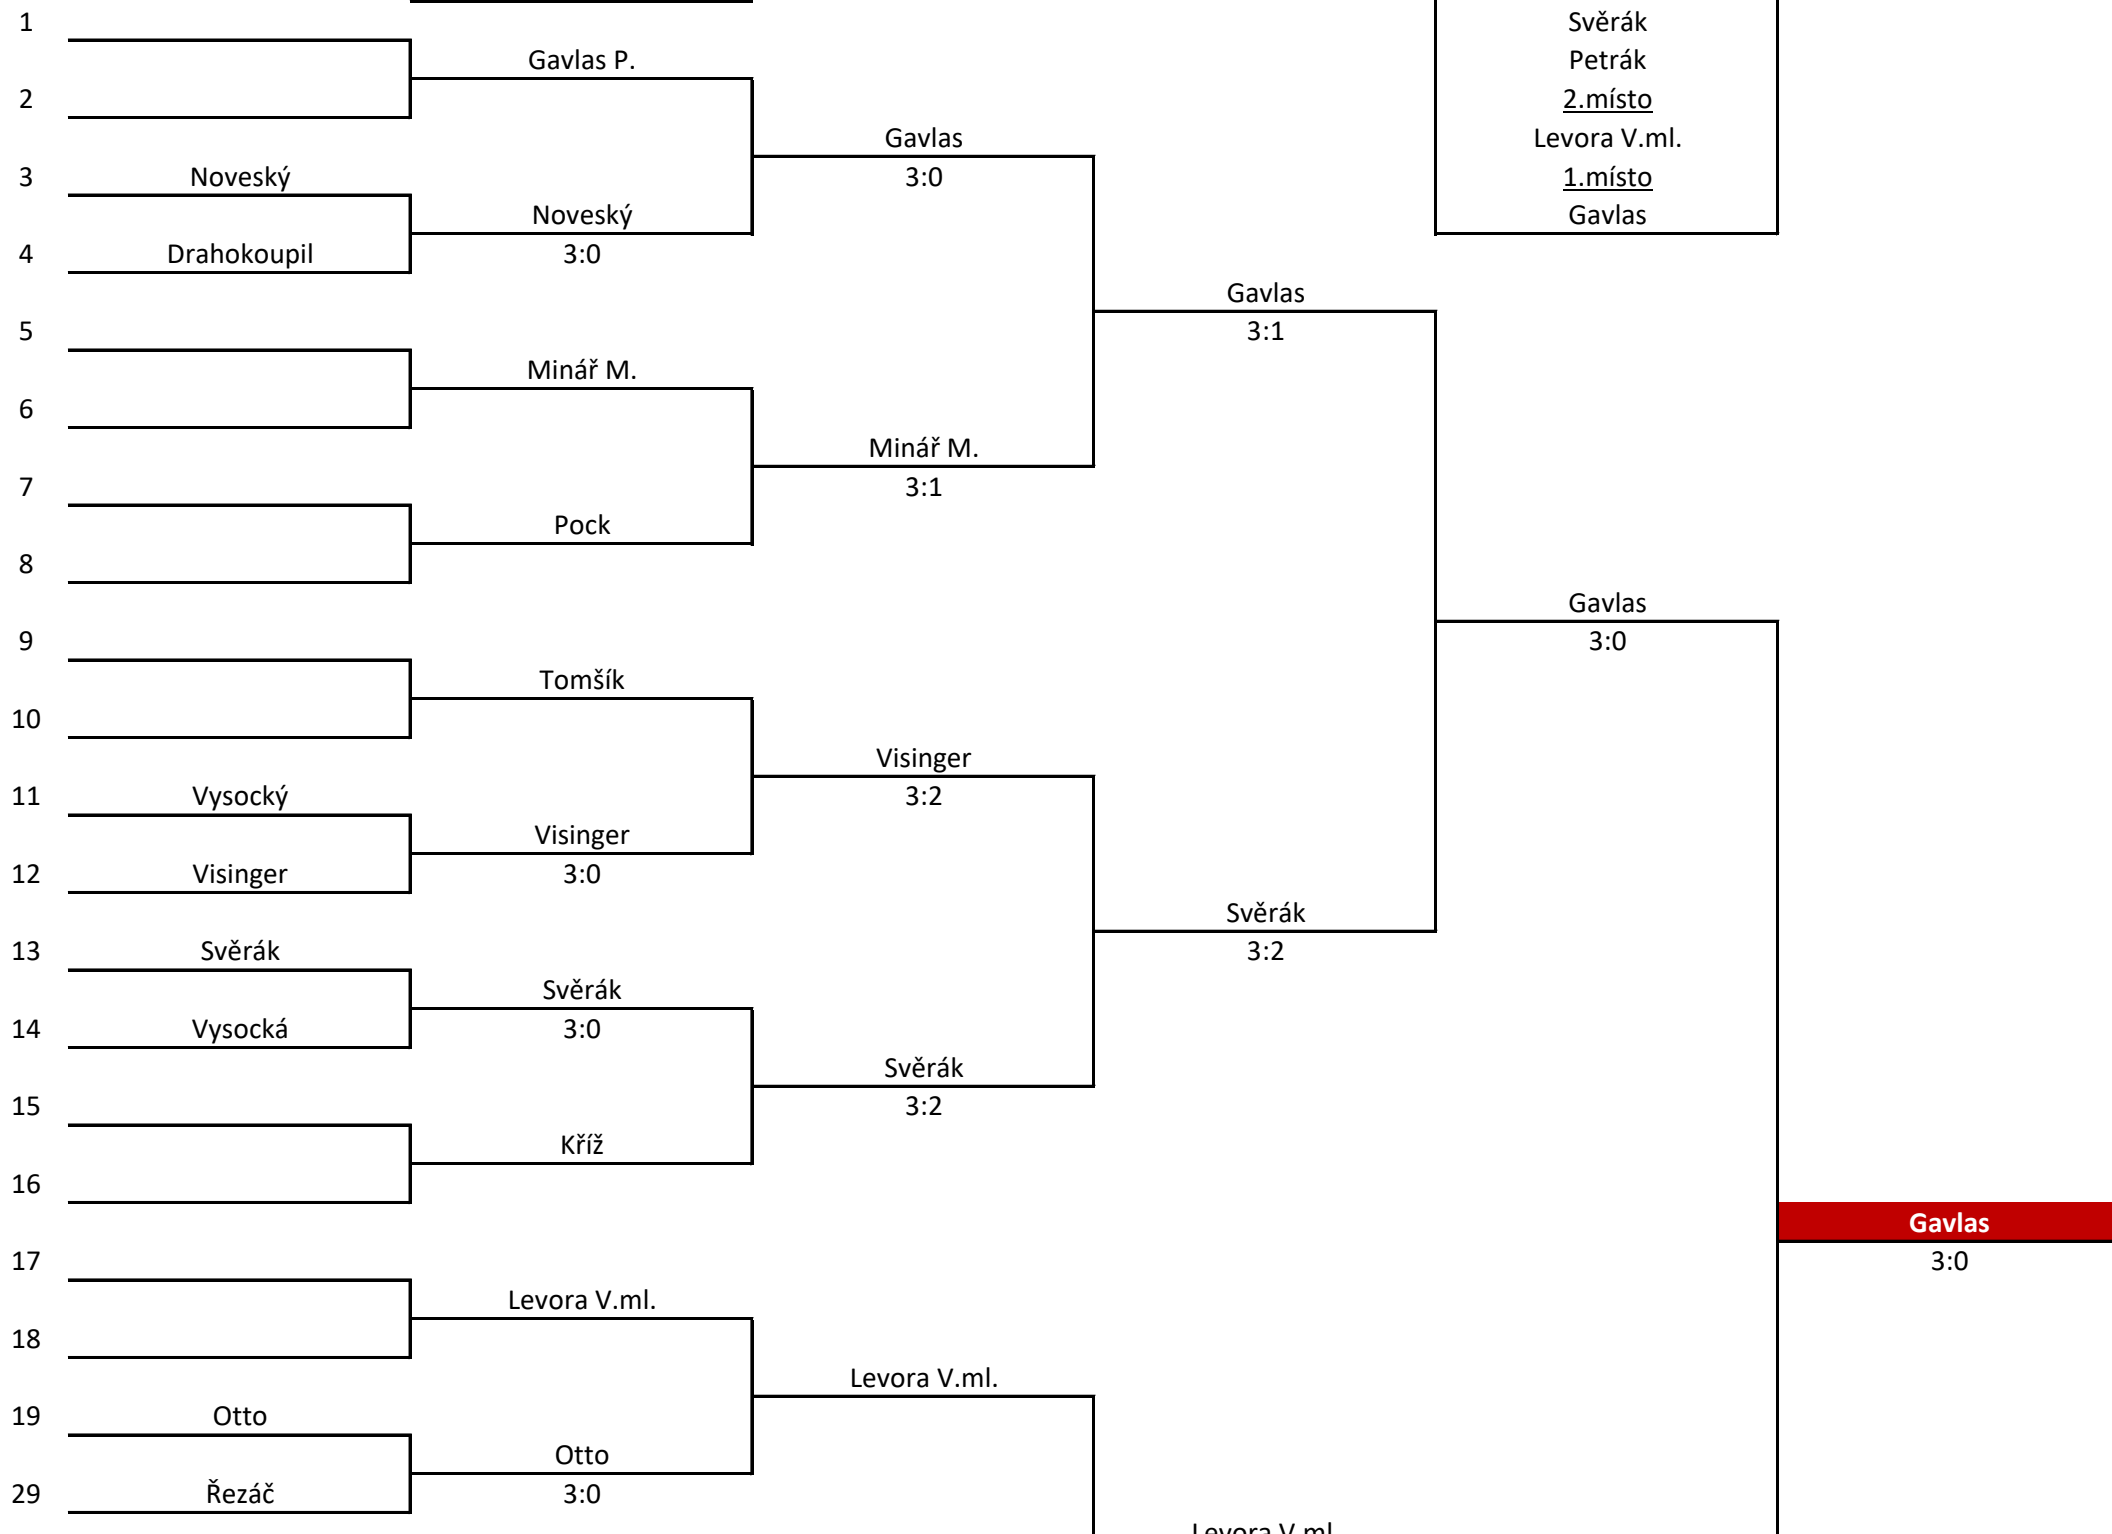 1
Svěrák
Gavlas P.
Petrák
2
2.místo
Gavlas
Levora V.ml.
3
Noveský
3:0
1.místo
Noveský
Gavlas
4
Drahokoupil
3:0
Gavlas
5
3:1
Minář M.
6
Minář M.
7
3:1
Pock
8
Gavlas
9
3:0
Tomšík
10
Visinger
11
Vysocký
3:2
Visinger
12
Visinger
3:0
Svěrák
13
Svěrák
3:2
Svěrák
14
Vysocká
3:0
Svěrák
15
3:2
Kříž
16
Gavlas
17
3:0
Levora V.ml.
18
Levora V.ml.
19
Otto
Otto
29
Řezáč
3:0
Levora V.ml.